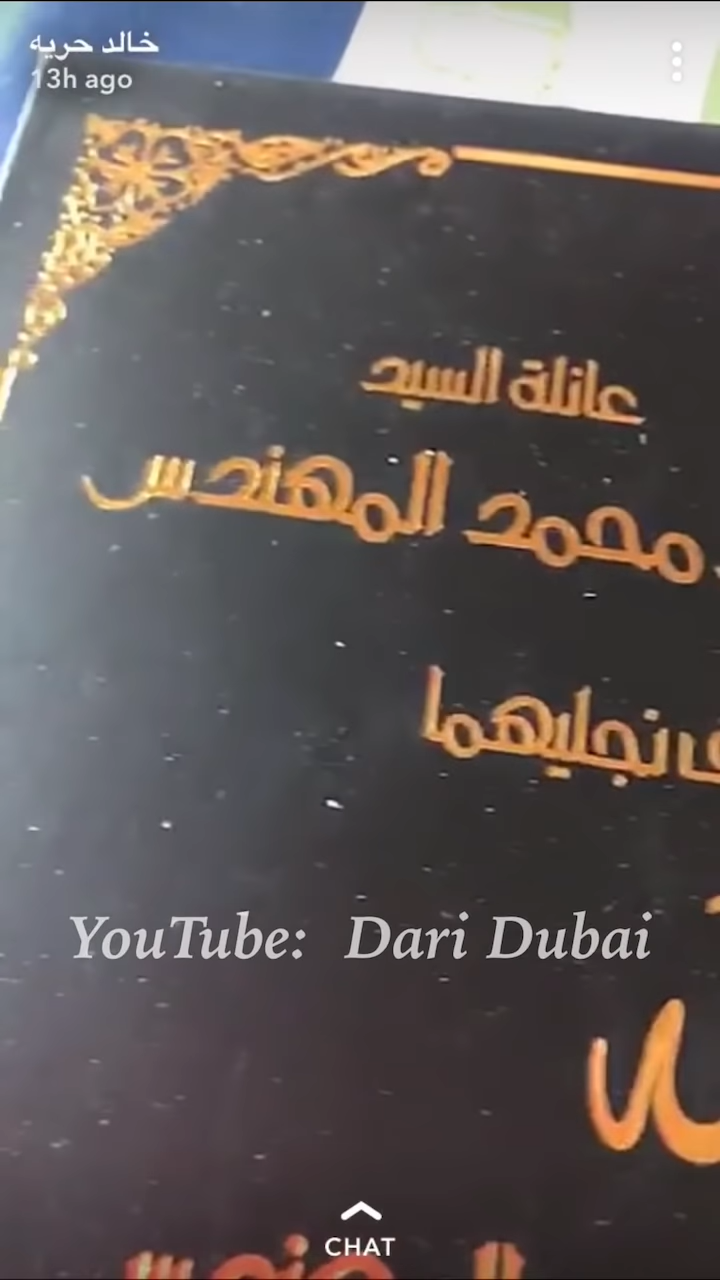 خالد حريه
13h ago
عائلة السيد
محمد المهندس
نجليهما
YouTube: Dari Dubai
CHAT